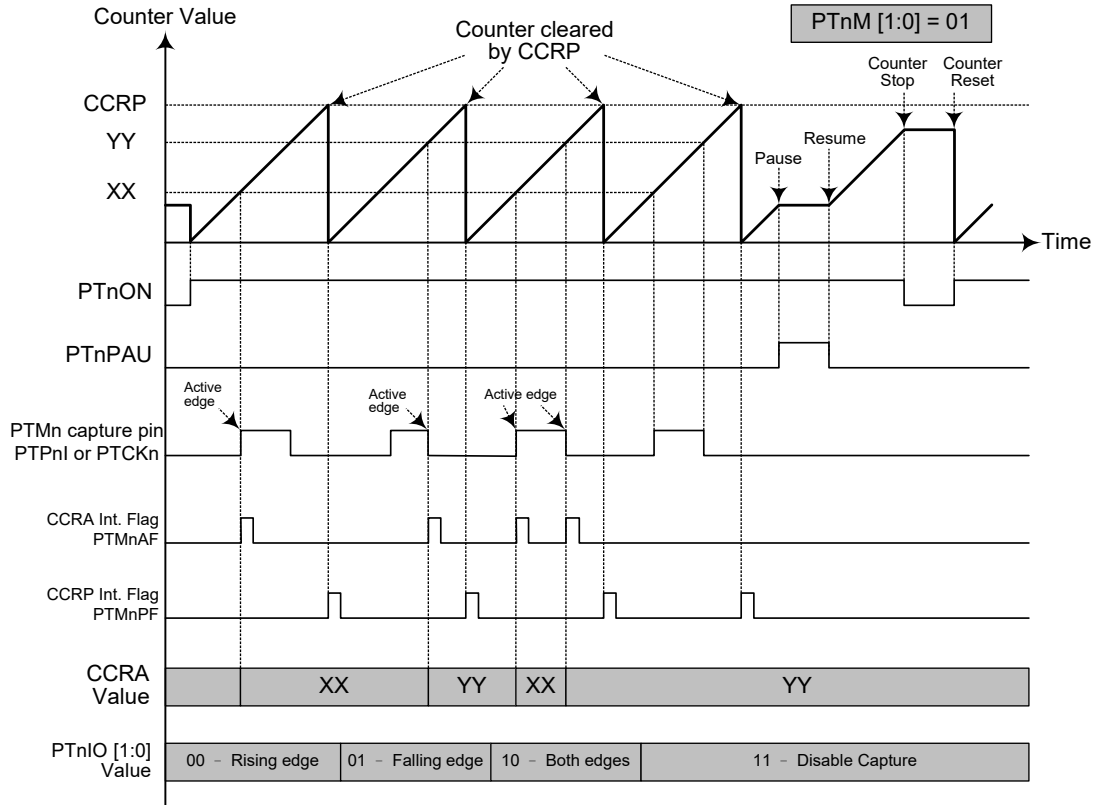 Counter Value
PTnM [1:0] = 01
Counter cleared
by CCRP
Counter
Stop
Counter
Reset
CCRP
YY
XX
Pause
Resume
Time
PTnON
PTnPAU
Active
edge
Active
edge
Active edge
PTMn capture pin
PTPnI or PTCKn
CCRA Int. Flag
PTMnAF
CCRP Int. Flag
PTMnPF
CCRA
Value
XX
YY
XX
YY
PTnIO [1:0]
Value
00 - Rising edge
01 - Falling edge
10 - Both edges
11 - Disable Capture